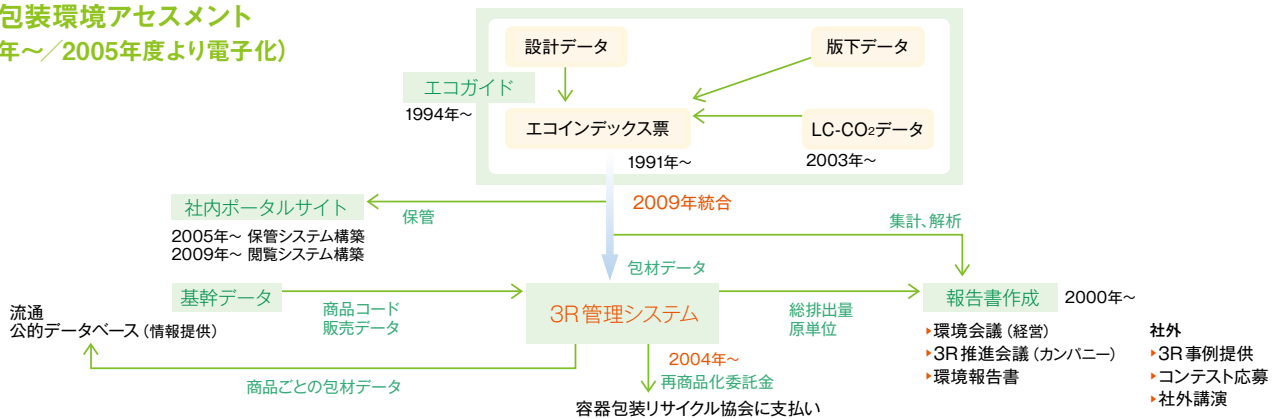 包装環境アセスメント
年～／2005年度より電子化）
設計データ
版下データ
エコガイド
1994年～
エコインデックス票
LC-CO₂データ
1991年～
2003年～
社内ポータルサイト
保管
2009年統合
2005年～ 保管システム構築
2009年～ 閲覧システム構築
集計、解析
包材データ
基幹データ
商品コード
販売データ
3R管理システム
総排出量
原単位
報告書作成
2000年～
流通
公的データベース（情報提供）
商品ごとの包材データ
2004年～
再商品化委託金
容器包装リサイクル協会に支払い
▸環境会議（経営）
▸3R推進会議（カンパニー）
▸環境報告書
社外
▸3R事例提供
▸コンテスト応募
▸社外講演